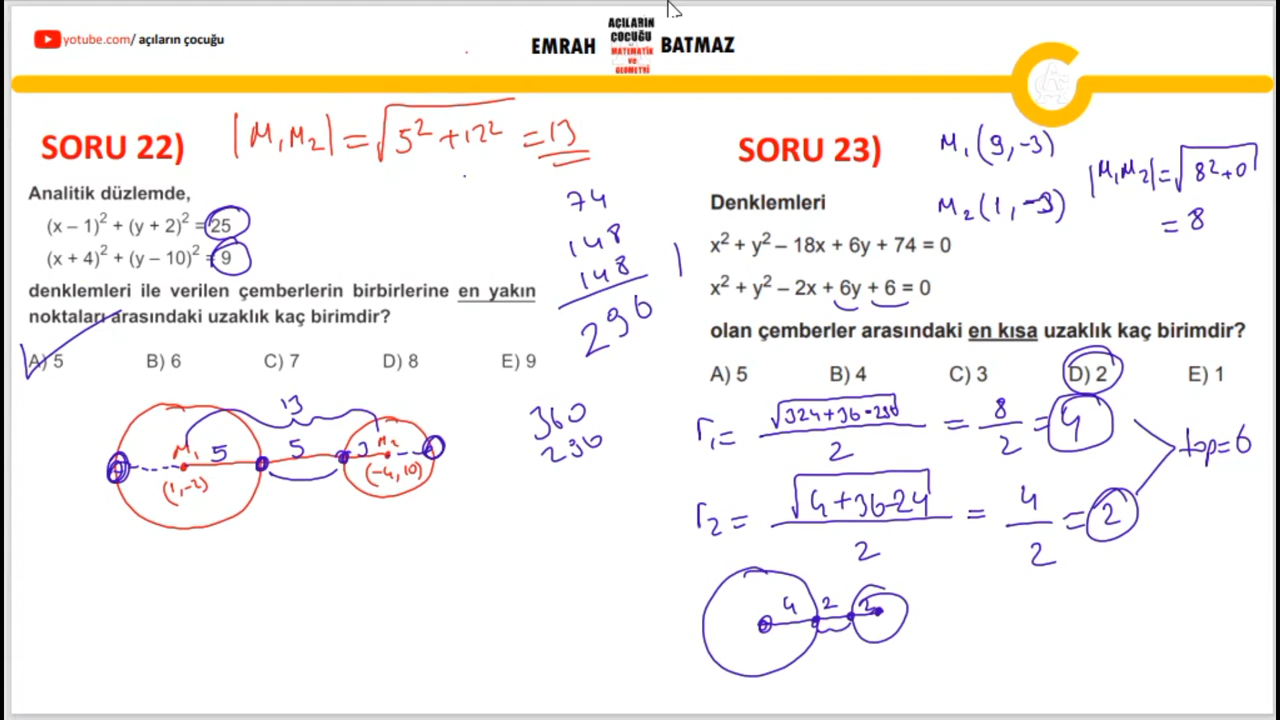 yotube.com/ açıların çocuğu
EMRAH
AÇILARIN
ÇOCUĞU
ve
MATEMATİK
ve
GEOMETRİ
BATMAZ
SORU 22)
|M₁M₂| = √5² + 12² = 13
Analitik düzlemde,
(x – 1)² + (y + 2)² = 25
(x + 4)² + (y – 10)² = 9
denklemleri ile verilen çemberlerin birbirlerine en yakın
noktaları arasındaki uzaklık kaç birimdir?
A) 5 B) 6 C) 7 D) 8 E) 9
74
148
148
296
360
13
M₁ 5 5 3 M₂
(1,-2) (-4,10)
SORU 23)
M₁(9,-3)
M₂(1,-3)
|M₁M₂| = √8²+0
= 8
Denklemleri
x² + y² – 18x + 6y + 74 = 0
x² + y² – 2x + 6y + 6 = 0
olan çemberler arasındaki en kısa uzaklık kaç birimdir?
A) 5 B) 4 C) 3 D) 2 E) 1
r₁ = √324+36-296 / 2 = 8/2 = 4
top=6
r₂ = √4+36-24 / 2 = 4/2 = 2
4 2 2